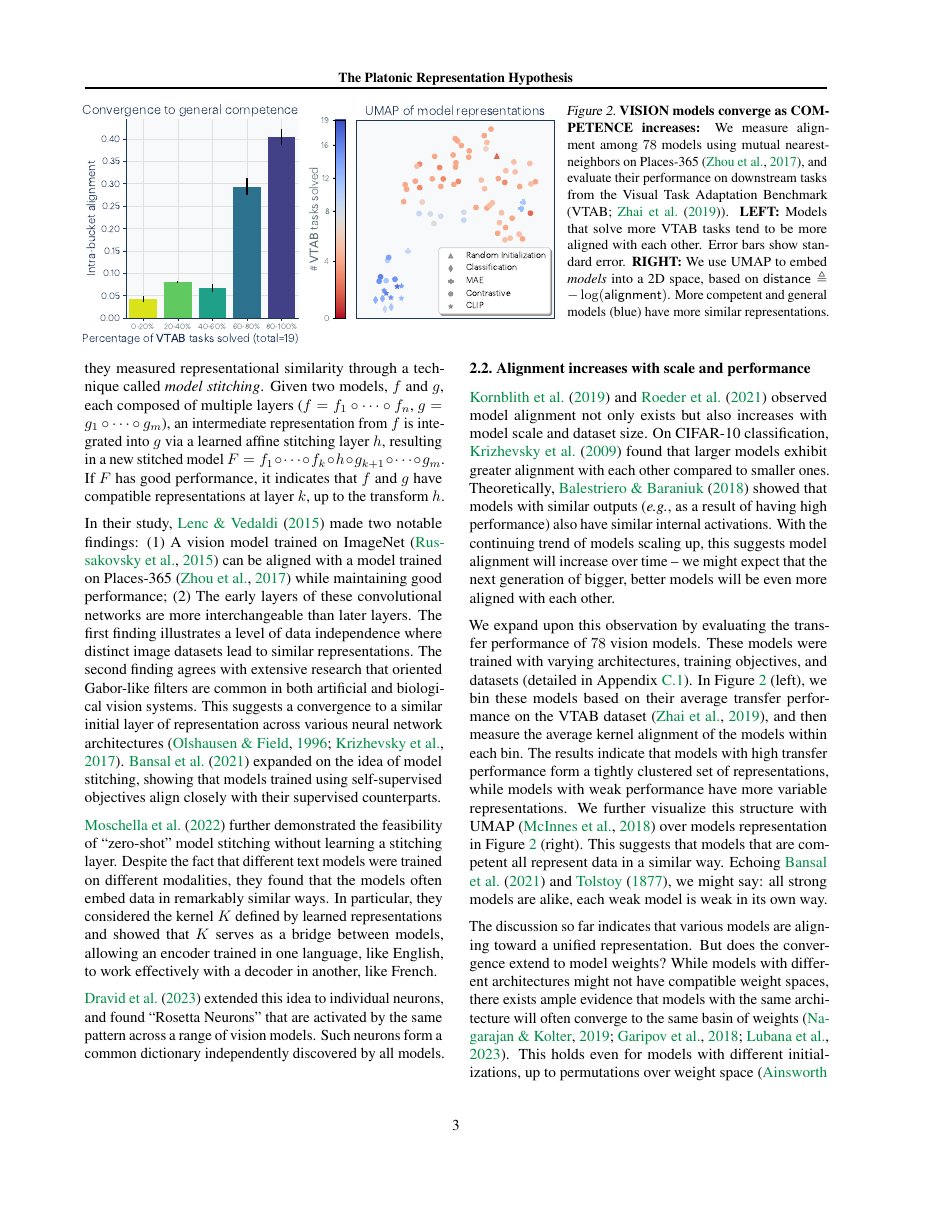 The Platonic Representation Hypothesis
Convergence to general competence
Intra-bucket alignment
0.40
0.35
0.30
0.25
0.20
0.15
0.10
0.05
0.00
0-20%
20-40%
40-60%
60-80%
80-100%
Percentage of VTAB tasks solved (total=19)
UMAP of model representations
# VTAB tasks solved
19
16
12
8
4
0
Random Initialization
Classification
MAE
Contrastive
CLIP
Figure 2. VISION models converge as COM-
PETENCE increases: We measure align-
ment among 78 models using mutual nearest-
neighbors on Places-365 (Zhou et al., 2017), and
evaluate their performance on downstream tasks
from the Visual Task Adaptation Benchmark
(VTAB; Zhai et al. (2019)). LEFT: Models
that solve more VTAB tasks tend to be more
aligned with each other. Error bars show stan-
dard error. RIGHT: We use UMAP to embed
models into a 2D space, based on distance ≜
− log(alignment). More competent and general
models (blue) have more similar representations.
they measured representational similarity through a tech-
nique called model stitching. Given two models, f and g,
each composed of multiple layers (f = f₁ ∘ ⋯ ∘ fₙ, g =
g₁ ∘ ⋯ ∘ gₘ), an intermediate representation from f is inte-
grated into g via a learned affine stitching layer h, resulting
in a new stitched model F = f₁∘⋯∘fₖ∘h∘gₖ₊₁∘⋯∘gₘ.
If F has good performance, it indicates that f and g have
compatible representations at layer k, up to the transform h.
In their study, Lenc & Vedaldi (2015) made two notable
findings: (1) A vision model trained on ImageNet (Rus-
sakovsky et al., 2015) can be aligned with a model trained
on Places-365 (Zhou et al., 2017) while maintaining good
performance; (2) The early layers of these convolutional
networks are more interchangeable than later layers. The
first finding illustrates a level of data independence where
distinct image datasets lead to similar representations. The
second finding agrees with extensive research that oriented
Gabor-like filters are common in both artificial and biologi-
cal vision systems. This suggests a convergence to a similar
initial layer of representation across various neural network
architectures (Olshausen & Field, 1996; Krizhevsky et al.,
2017). Bansal et al. (2021) expanded on the idea of model
stitching, showing that models trained using self-supervised
objectives align closely with their supervised counterparts.
Moschella et al. (2022) further demonstrated the feasibility
of “zero-shot” model stitching without learning a stitching
layer. Despite the fact that different text models were trained
on different modalities, they found that the models often
embed data in remarkably similar ways. In particular, they
considered the kernel K defined by learned representations
and showed that K serves as a bridge between models,
allowing an encoder trained in one language, like English,
to work effectively with a decoder in another, like French.
Dravid et al. (2023) extended this idea to individual neurons,
and found “Rosetta Neurons” that are activated by the same
pattern across a range of vision models. Such neurons form a
common dictionary independently discovered by all models.
2.2. Alignment increases with scale and performance
Kornblith et al. (2019) and Roeder et al. (2021) observed
model alignment not only exists but also increases with
model scale and dataset size. On CIFAR-10 classification,
Krizhevsky et al. (2009) found that larger models exhibit
greater alignment with each other compared to smaller ones.
Theoretically, Balestriero & Baraniuk (2018) showed that
models with similar outputs (e.g., as a result of having high
performance) also have similar internal activations. With the
continuing trend of models scaling up, this suggests model
alignment will increase over time – we might expect that the
next generation of bigger, better models will be even more
aligned with each other.
We expand upon this observation by evaluating the trans-
fer performance of 78 vision models. These models were
trained with varying architectures, training objectives, and
datasets (detailed in Appendix C.1). In Figure 2 (left), we
bin these models based on their average transfer perfor-
mance on the VTAB dataset (Zhai et al., 2019), and then
measure the average kernel alignment of the models within
each bin. The results indicate that models with high transfer
performance form a tightly clustered set of representations,
while models with weak performance have more variable
representations. We further visualize this structure with
UMAP (McInnes et al., 2018) over models representation
in Figure 2 (right). This suggests that models that are com-
petent all represent data in a similar way. Echoing Bansal
et al. (2021) and Tolstoy (1877), we might say: all strong
models are alike, each weak model is weak in its own way.
The discussion so far indicates that various models are align-
ing toward a unified representation. But does the conver-
gence extend to model weights? While models with differ-
ent architectures might not have compatible weight spaces,
there exists ample evidence that models with the same archi-
tecture will often converge to the same basin of weights (Na-
garajan & Kolter, 2019; Garipov et al., 2018; Lubana et al.,
2023). This holds even for models with different initial-
izations, up to permutations over weight space (Ainsworth
3